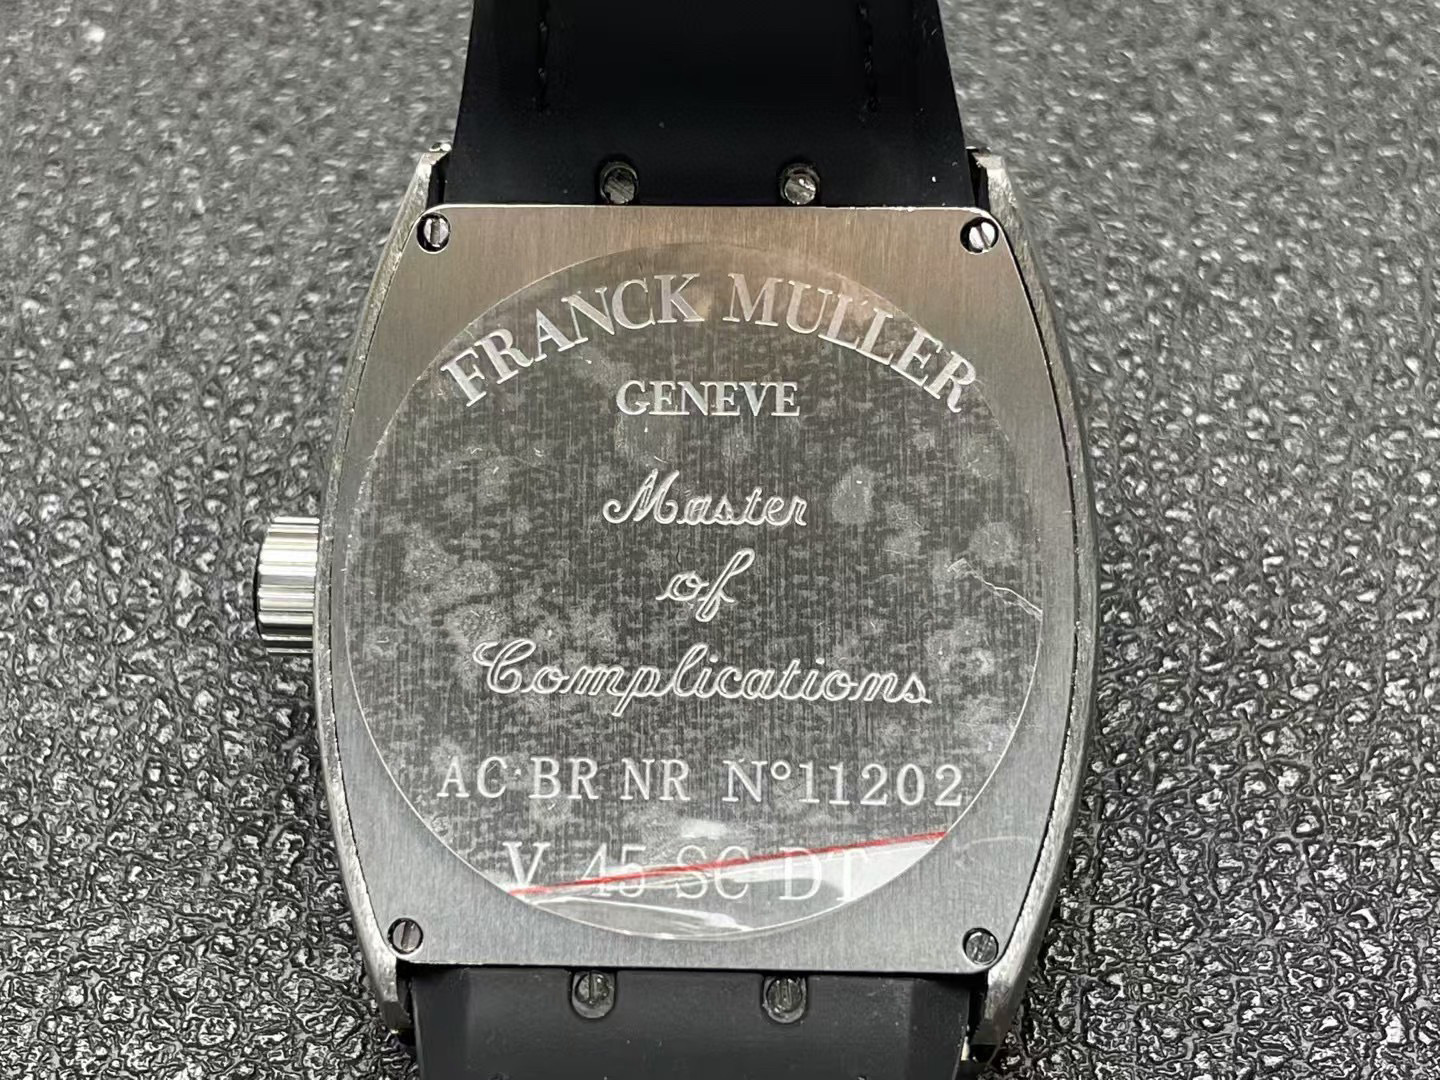 FRANCK MULLER
GENEVE
Master
of
Complications
AC·BR NR N°11202
V 45 SC DT